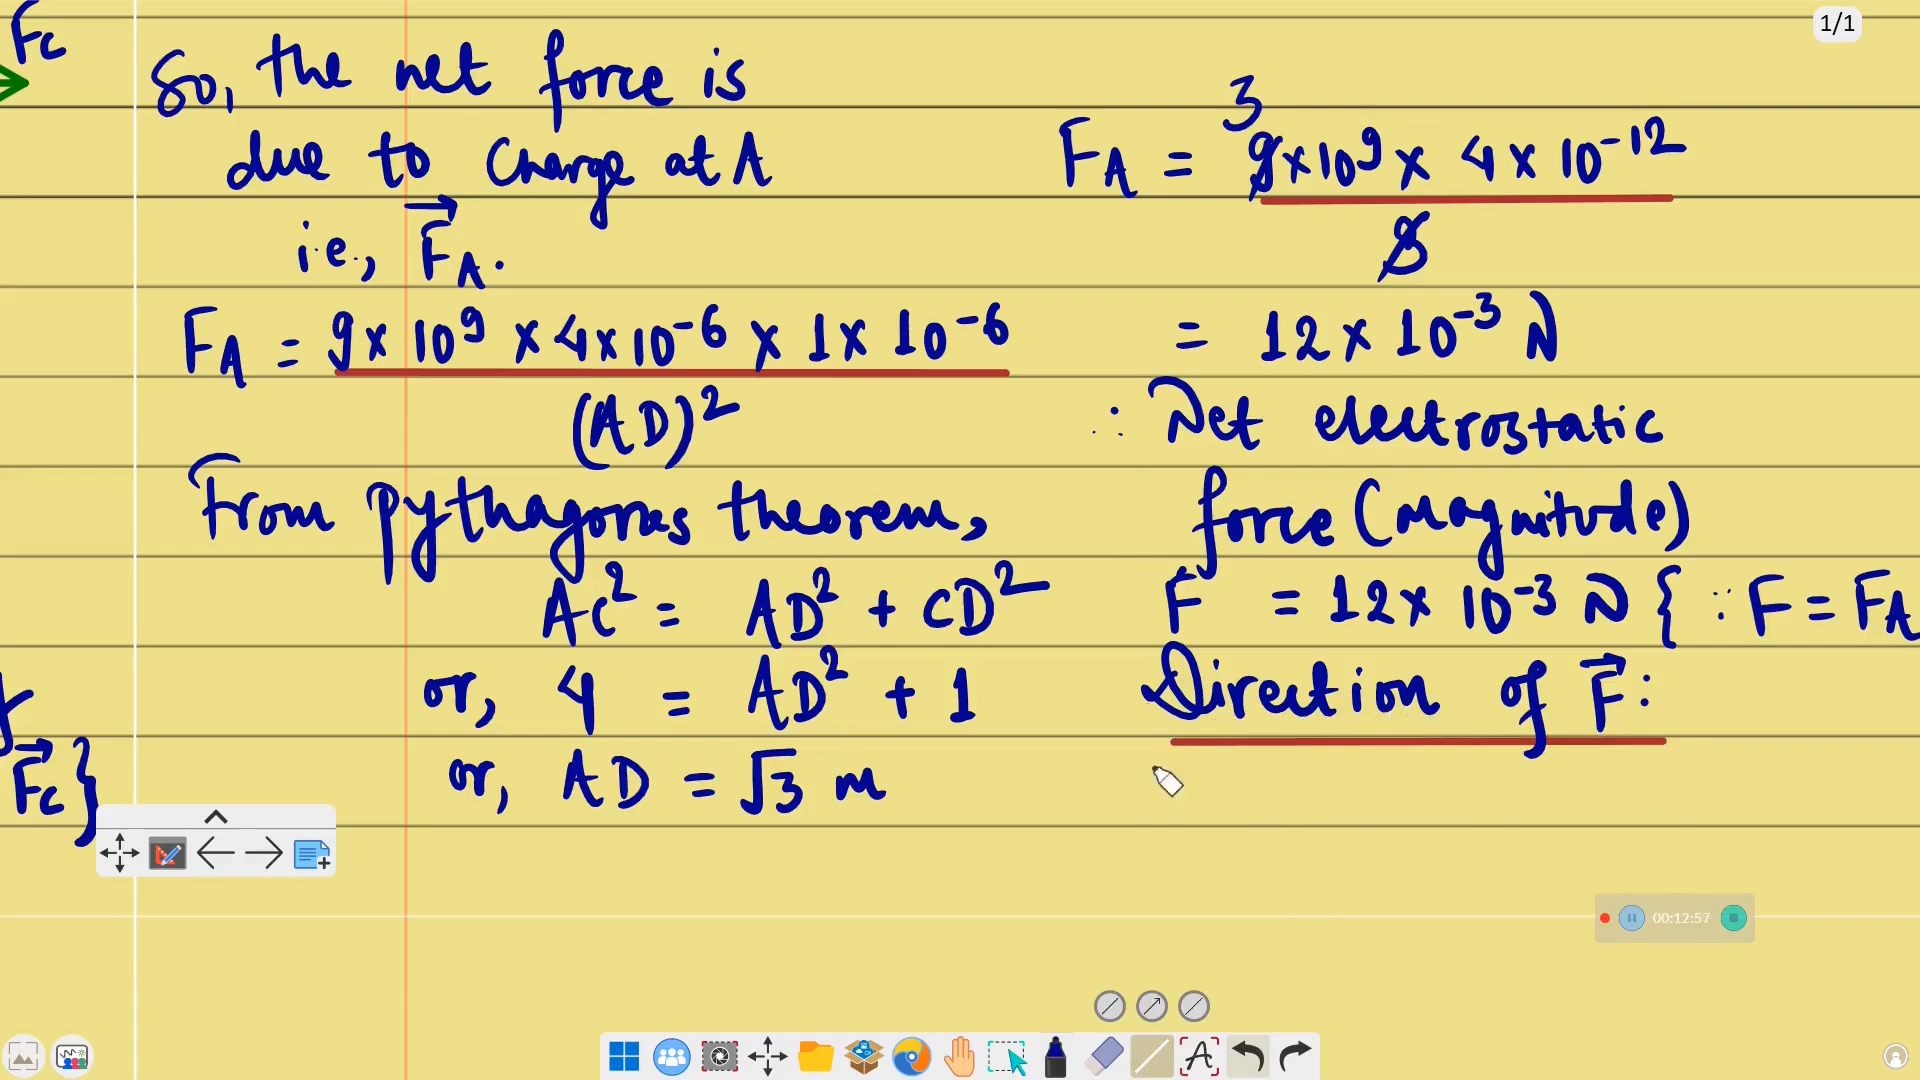 Fc
So, the net force is
due to charge at A
i.e., F⃗A.
FA = 9×10⁹ × 4×10⁻⁶ × 1×10⁻⁶
(AD)²
From pythagoras theorem,
AC² = AD² + CD²
or, 4 = AD² + 1
or, AD = √3 m
F⃗c}
1/1
3
FA = 9×10⁹ × 4×10⁻¹²
3
= 12 × 10⁻³ N
∴ Net electrostatic
force (magnitude)
F = 12× 10⁻³ N { ∵ F = FA
Direction of F⃗:
00:12:57